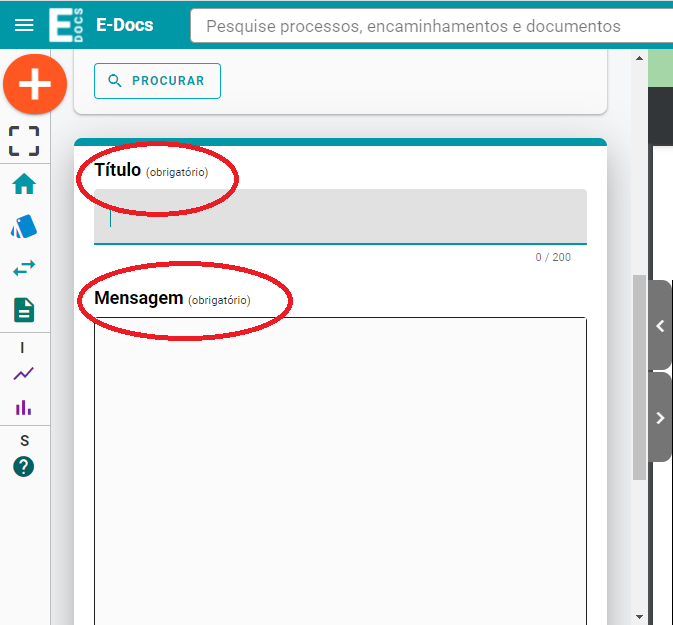 E DOCS E-Docs Pesquise processos, encaminhamentos e documentos
PROCURAR
Título (obrigatório)
0 / 200
Mensagem (obrigatório)
I
S
?